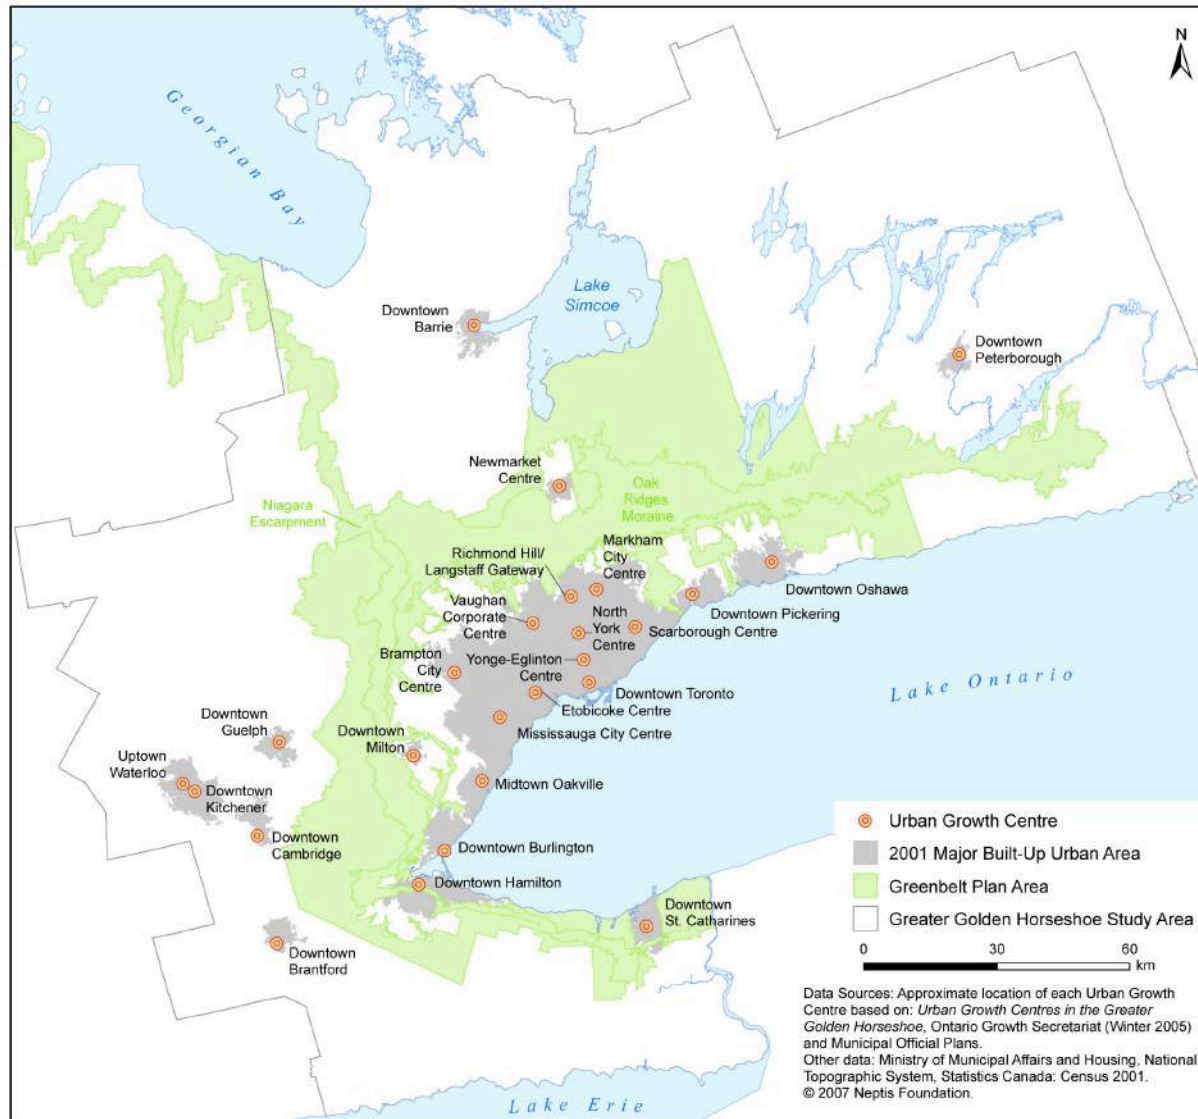 N
Georgian Bay
Lake
Simcoe
Downtown
Barrie
Downtown
Peterborough
Newmarket
Centre
Oak
Ridges
Moraine
Niagara
Escarpment
Markham
City
Centre
Richmond Hill/
Langstaff Gateway
Downtown Oshawa
Vaughan
Corporate
Centre
North
York
Centre
Downtown Pickering
Scarborough Centre
Brampton
City
Centre
Yonge-Eglinton
Centre
Downtown Toronto
Etobicoke Centre
Lake Ontario
Mississauga City Centre
Downtown
Guelph
Downtown
Milton
Uptown
Waterloo
Downtown
Kitchener
Midtown Oakville
Downtown
Cambridge
Downtown Burlington
Downtown Hamilton
Downtown
St. Catharines
Downtown
Brantford
Lake Erie
Urban Growth Centre
2001 Major Built-Up Urban Area
Greenbelt Plan Area
Greater Golden Horseshoe Study Area
0 30 60
km
Data Sources: Approximate location of each Urban Growth
Centre based on: Urban Growth Centres in the Greater
Golden Horseshoe, Ontario Growth Secretariat (Winter 2005)
and Municipal Official Plans.
Other data: Ministry of Municipal Affairs and Housing, National
Topographic System, Statistics Canada: Census 2001.
© 2007 Neptis Foundation.